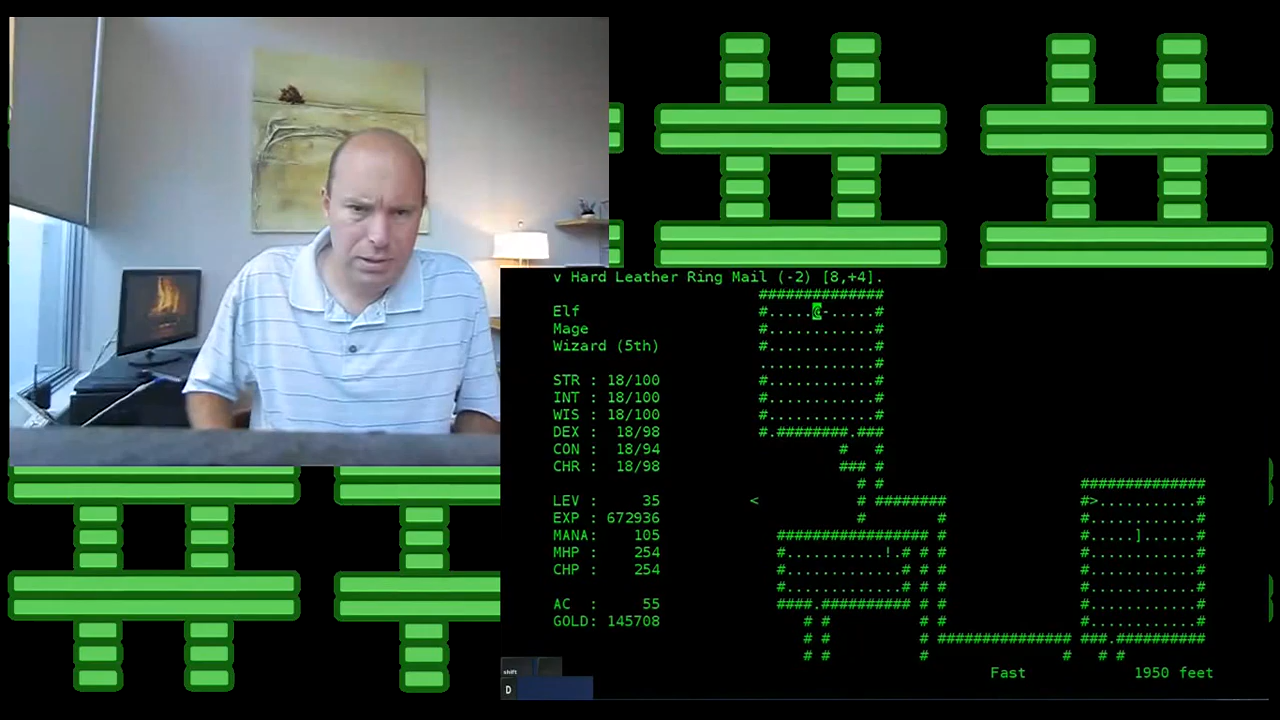 v Hard Leather Ring Mail (-2) [8,+4].
Elf
Mage
Wizard (5th)
STR : 18/100
INT : 18/100
WIS : 18/100
DEX : 18/98
CON : 18/94
CHR : 18/98
LEV : 35
EXP : 672936
MANA: 105
MHP : 254
CHP : 254
AC : 55
GOLD: 145708
Fast 1950 feet
shift
D